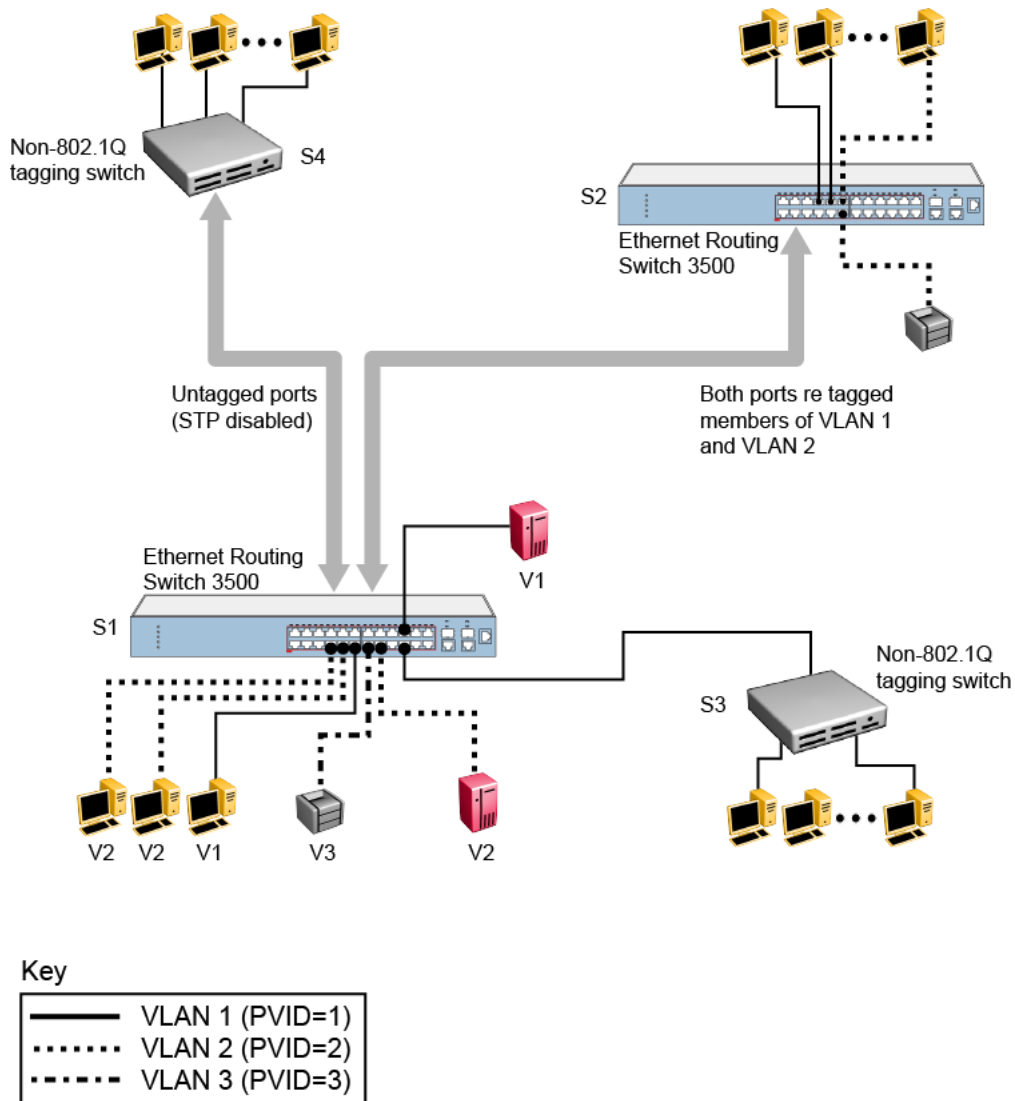 Non-802.1Q
tagging switch
S4
S2
Ethernet Routing
Switch 3500
Untagged ports
(STP disabled)
Both ports re tagged
members of VLAN 1
and VLAN 2
V1
Ethernet Routing
Switch 3500
S1
Non-802.1Q
tagging switch
S3
V2
V2
V1
V3
V2
Key
VLAN 1 (PVID=1)
VLAN 2 (PVID=2)
VLAN 3 (PVID=3)